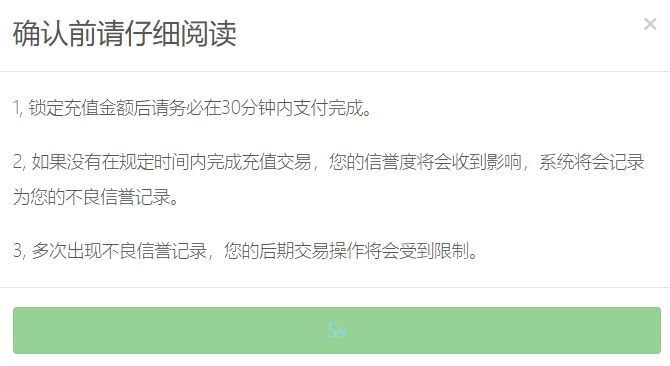 确认前请仔细阅读
×
1, 锁定充值金额后请务必在30分钟内支付完成。
2, 如果没有在规定时间内完成充值交易，您的信誉度将会收到影响，系统将会记录
为您的不良信誉记录。
3, 多次出现不良信誉记录，您的后期交易操作将会受到限制。
5s